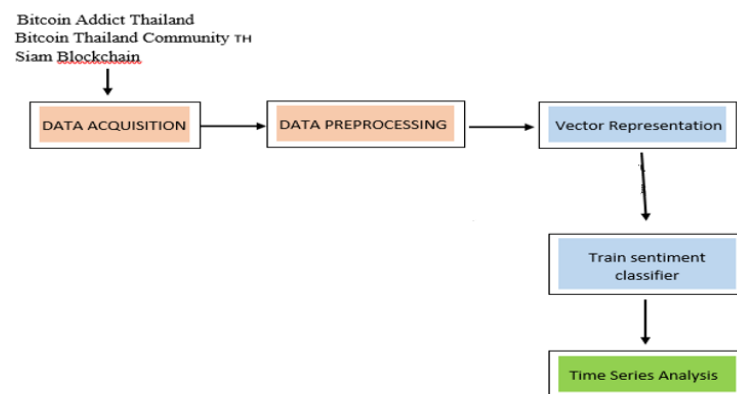 Bitcoin Addict Thailand
Bitcoin Thailand Community TH
Siam Blockchain
DATA ACQUISITION
DATA PREPROCESSING
Vector Representation
Train sentiment
classifier
Time Series Analysis